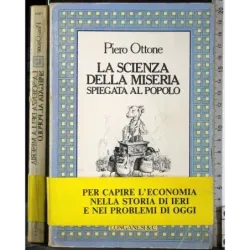 Piero Ottone
LA SCIENZA
DELLA MISERIA
SPIEGATA AL POPOLO
PER CAPIRE L'ECONOMIA
NELLA STORIA DI IERI
E NEI PROBLEMI DI OGGI
LONGANESI & C.